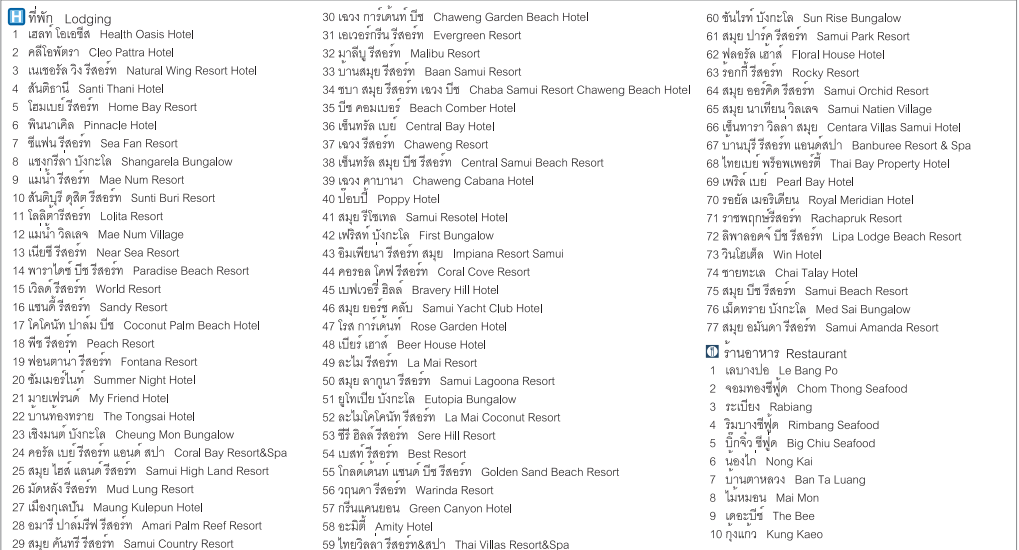 H ที่พัก Lodging
1 เฮลท์ โอเอซีส Health Oasis Hotel
2 คลีโอพัตรา Cleo Pattra Hotel
3 เนเชอรัล วิง รีสอร์ท Natural Wing Resort Hotel
4 สันติธานี Santi Thani Hotel
5 โฮมเบย์ รีสอร์ท Home Bay Resort
6 พินนาเคิล Pinnacle Hotel
7 ซีแฟน รีสอร์ท Sea Fan Resort
8 แชงกรีล่า บังกะโล Shangarela Bungalow
9 แม่น้ำ รีสอร์ท Mae Num Resort
10 สันติบุรี ดุสิต รีสอร์ท Sunti Buri Resort
11 โลลิต้ารีสอร์ท Lolita Resort
12 แม่น้ำ วิลเลจ Mae Num Village
13 เนียซี รีสอร์ท Near Sea Resort
14 พาราไดซ์ บีช รีสอร์ท Paradise Beach Resort
15 เวิลด์ รีสอร์ท World Resort
16 แซนดี้ รีสอร์ท Sandy Resort
17 โคโคนัท ปาล์ม บีช Coconut Palm Beach Hotel
18 พีช รีสอร์ท Peach Resort
19 ฟอนตานา รีสอร์ท Fontana Resort
20 ซัมเมอร์ไนท์ Summer Night Hotel
21 มายเฟรนด์ My Friend Hotel
22 บ้านท้องทราย The Tongsai Hotel
23 เชิงมนต์ บังกะโล Cheung Mon Bungalow
24 คอรัล เบย์ รีสอร์ท แอนด์ สปา Coral Bay Resort&Spa
25 สมุย ไฮส์ แลนด์ รีสอร์ท Samui High Land Resort
26 มัดหลัง รีสอร์ท Mud Lung Resort
27 เมืองกุเลปัน Maung Kulepun Hotel
28 อมารี ปาล์มรีฟ รีสอร์ท Amari Palm Reef Resort
29 สมุย คันทรี รีสอร์ท Samui Country Resort
30 เฉวง การ์เด้นท์ บีช Chaweng Garden Beach Hotel
31 เอเวอร์กรีน รีสอร์ท Evergreen Resort
32 มาลีบู รีสอร์ท Malibu Resort
33 บ้านสมุย รีสอร์ท Baan Samui Resort
34 ชบา สมุย รีสอร์ท เฉวง บีช Chaba Samui Resort Chaweng Beach Hotel
35 บีช คอมเบอร์ Beach Comber Hotel
36 เซ็นทรัล เบย์ Central Bay Hotel
37 เฉวง รีสอร์ท Chaweng Resort
38 เซ็นทรัล สมุย บีช รีสอร์ท Central Samui Beach Resort
39 เฉวง คาบานา Chaweng Cabana Hotel
40 ป๊อบปี้ Poppy Hotel
41 สมุย รีโซเทล Samui Resotel Hotel
42 เฟริสท์ บังกะโล First Bungalow
43 อิมเพียนา รีสอร์ท สมุย Impiana Resort Samui
44 คอรอล โคฟ รีสอร์ท Coral Cove Resort
45 เบฟเวอรี่ ฮิลล์ Bravery Hill Hotel
46 สมุย ยอร์ช คลับ Samui Yacht Club Hotel
47 โรส การ์เด้นท์ Rose Garden Hotel
48 เบียร์ เฮาส์ Beer House Hotel
49 ละไม รีสอร์ท La Mai Resort
50 สมุย ลากูนา รีสอร์ท Samui Lagoona Resort
51 ยูโทเปีย บังกะโล Eutopia Bungalow
52 ละไมโคโคนัท รีสอร์ท La Mai Coconut Resort
53 ซีรี ฮิลล์ รีสอร์ท Sere Hill Resort
54 เบสท์ รีสอร์ท Best Resort
55 โกลด์เด้นท์ แซนด์ บีช รีสอร์ท Golden Sand Beach Resort
56 วฤนดา รีสอร์ท Warinda Resort
57 กรีนแคนยอน Green Canyon Hotel
58 อะมิตี้ Amity Hotel
59 ไทยวิลล่า รีสอร์ท&สปา Thai Villas Resort&Spa
60 ซันไรท์ บังกะโล Sun Rise Bungalow
61 สมุย ปาร์ค รีสอร์ท Samui Park Resort
62 ฟลอรัล เฮ้าส์ Floral House Hotel
63 ร็อกกี้ รีสอร์ท Rocky Resort
64 สมุย ออร์คิด รีสอร์ท Samui Orchid Resort
65 สมุย นาเทียน วิลเลจ Samui Natien Village
66 เซ็นทารา วิลล่า สมุย Centara Villas Samui Hotel
67 บ้านบุรี รีสอร์ท แอนด์สปา Banburee Resort & Spa
68 ไทยเบย์ พร็อพเพอร์ตี้ Thai Bay Property Hotel
69 เพริล์ เบย์ Pearl Bay Hotel
70 รอยัล เมอริเดียน Royal Meridian Hotel
71 ราชพฤกษ์รีสอร์ท Rachapruk Resort
72 ลิพาลอดจ์ บีช รีสอร์ท Lipa Lodge Beach Resort
73 วินโฮเต็ล Win Hotel
74 ชายทะเล Chai Talay Hotel
75 สมุย บีช รีสอร์ท Samui Beach Resort
76 เม็ดทราย บังกะโล Med Sai Bungalow
77 สมุย อมันดา รีสอร์ท Samui Amanda Resort
ร้านอาหาร Restaurant
1 เลบางปอ Le Bang Po
2 จอมทองซีฟู้ด Chom Thong Seafood
3 ระเบียง Rabiang
4 ริมบางซีฟู้ด Rimbang Seafood
5 บิ๊กจิ๋ว ซีฟู้ด Big Chiu Seafood
6 น้องไก่ Nong Kai
7 บ้านตาหลวง Ban Ta Luang
8 ไม้หมอน Mai Mon
9 เดอะบีช์ The Bee
10 กุ้งแก้ว Kung Kaeo